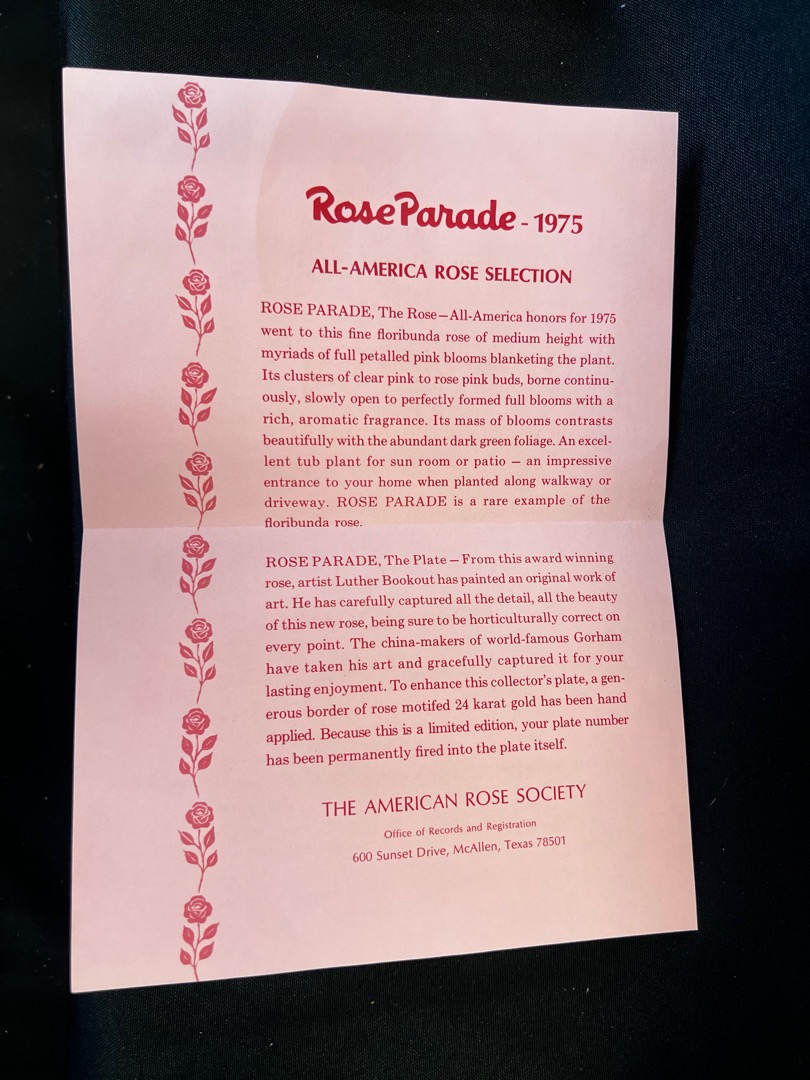 Rose Parade - 1975
ALL-AMERICA ROSE SELECTION
ROSE PARADE, The Rose—All-America honors for 1975
went to this fine floribunda rose of medium height with
myriads of full petalled pink blooms blanketing the plant.
Its clusters of clear pink to rose pink buds, borne continu-
ously, slowly open to perfectly formed full blooms with a
rich, aromatic fragrance. Its mass of blooms contrasts
beautifully with the abundant dark green foliage. An excel-
lent tub plant for sun room or patio — an impressive
entrance to your home when planted along walkway or
driveway. ROSE PARADE is a rare example of the
floribunda rose.
ROSE PARADE, The Plate — From this award winning
rose, artist Luther Bookout has painted an original work of
art. He has carefully captured all the detail, all the beauty
of this new rose, being sure to be horticulturally correct on
every point. The china-makers of world-famous Gorham
have taken his art and gracefully captured it for your
lasting enjoyment. To enhance this collector's plate, a gen-
erous border of rose motifed 24 karat gold has been hand
applied. Because this is a limited edition, your plate number
has been permanently fired into the plate itself.
THE AMERICAN ROSE SOCIETY
Office of Records and Registration
600 Sunset Drive, McAllen, Texas 78501